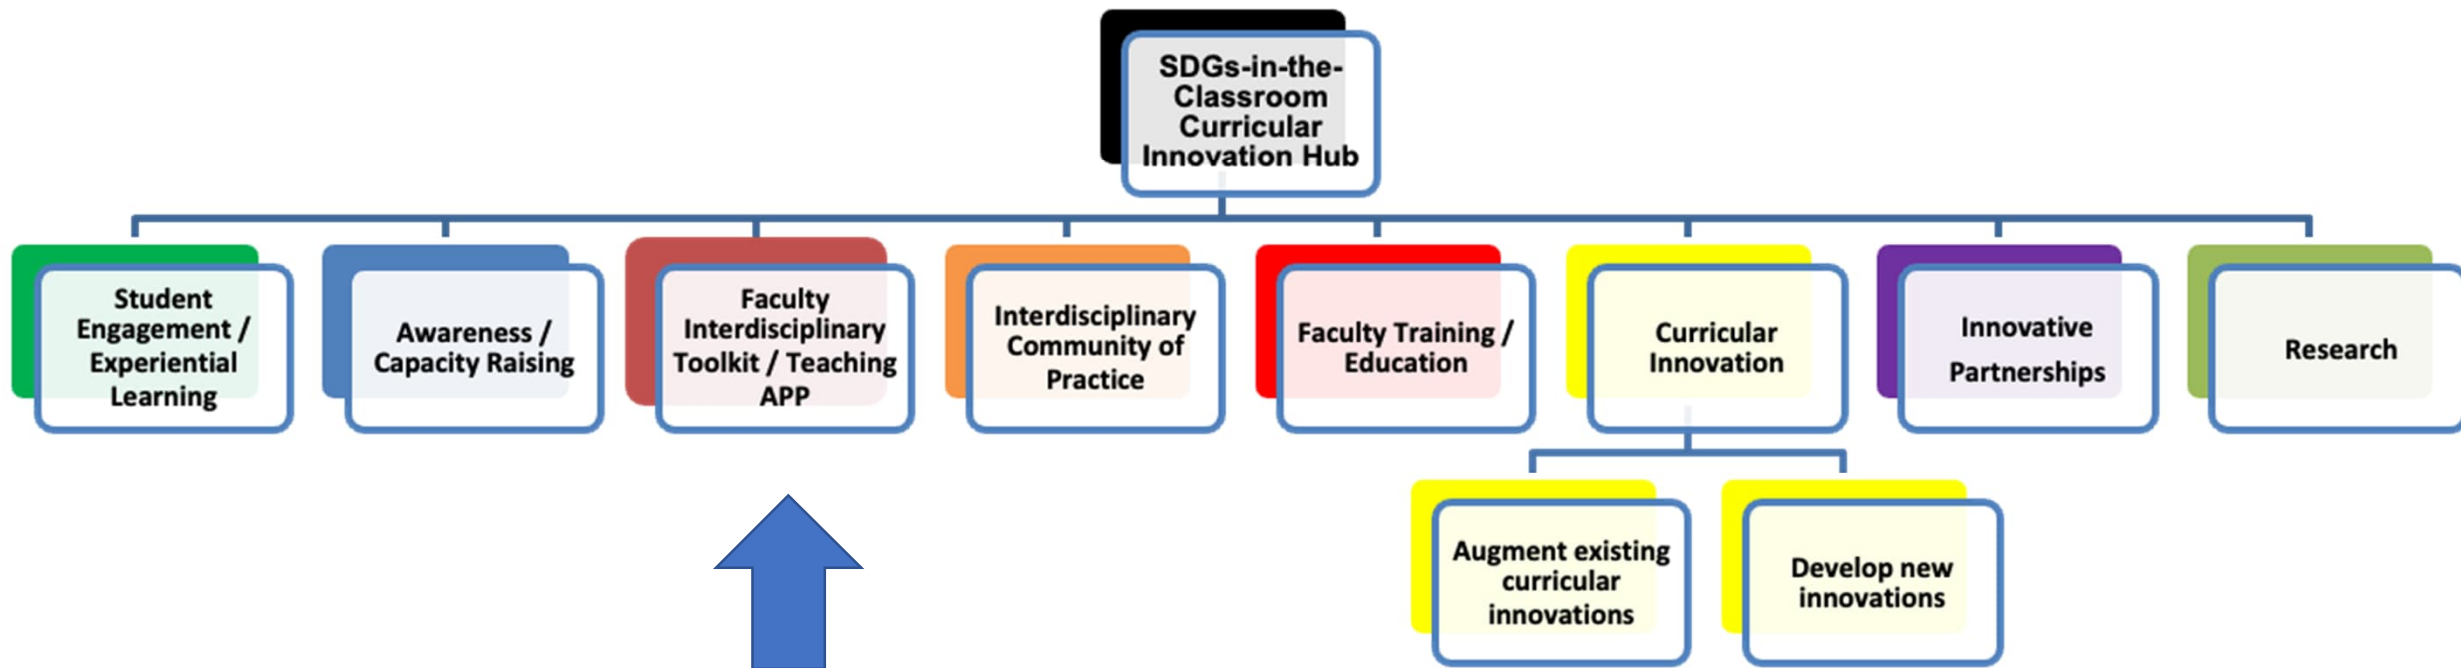 SDGs-in-the-
Classroom
Curricular
Innovation Hub
Student
Engagement /
Experiential
Learning
Awareness /
Capacity Raising
Faculty
Interdisciplinary
Toolkit / Teaching
APP
Interdisciplinary
Community of
Practice
Faculty Training /
Education
Curricular
Innovation
Innovative
Partnerships
Research
Augment existing
curricular
innovations
Develop new
innovations